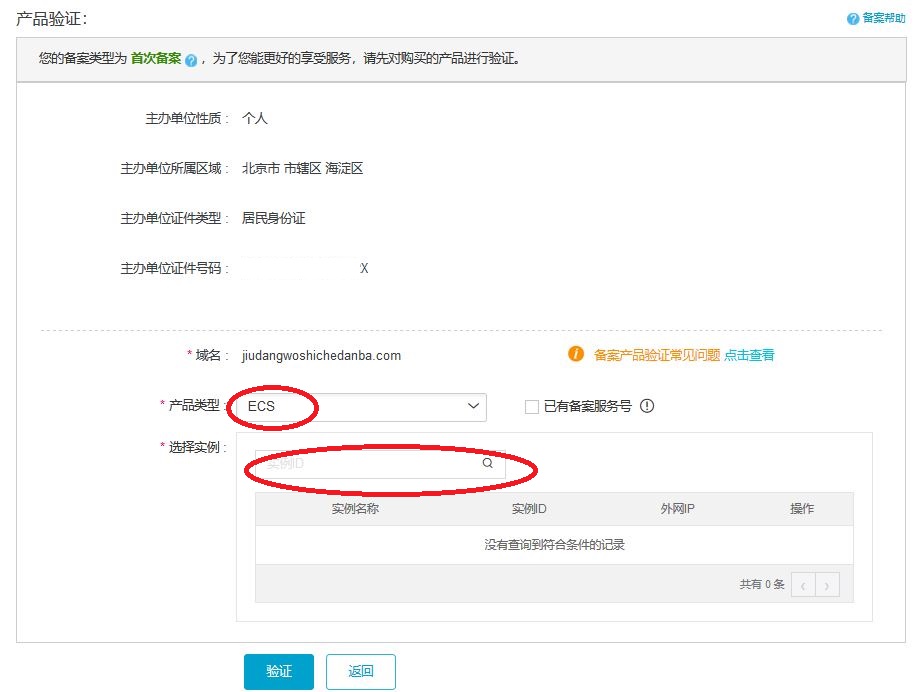 产品验证：
备案帮助
您的备案类型为 首次备案 ，为了您能更好的享受服务，请先对购买的产品进行验证。
主办单位性质： 个人
主办单位所属区域： 北京市 市辖区 海淀区
主办单位证件类型： 居民身份证
主办单位证件号码： X
* 域名： jiudangwoshichedanba.com
备案产品验证常见问题 点击查看
* 产品类型： ECS
已有备案服务号
* 选择实例：
实例ID
实例名称 实例ID 外网IP 操作
没有查询到符合条件的记录
共有 0 条 ‹ ›
验证 返回